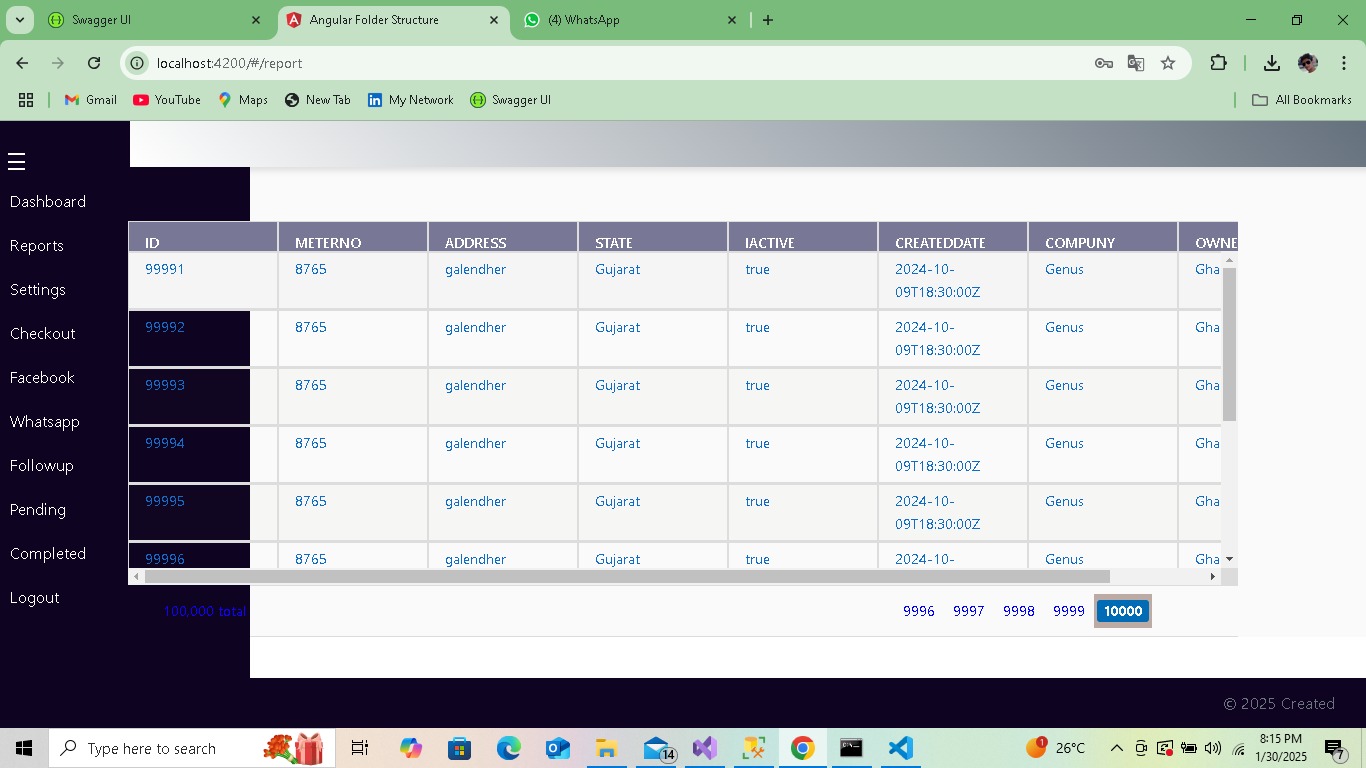 Swagger UI
Angular Folder Structure
(4) WhatsApp
localhost:4200/#/report
Gmail YouTube Maps New Tab My Network Swagger UI All Bookmarks
Dashboard
Reports
Settings
Checkout
Facebook
Whatsapp
Followup
Pending
Completed
Logout
ID METERNO ADDRESS STATE IACTIVE CREATEDDATE COMPUNY OWNE
99991 8765 galendher Gujarat true 2024-10- Genus Gha
09T18:30:00Z
99992 8765 galendher Gujarat true 2024-10- Genus Gha
09T18:30:00Z
99993 8765 galendher Gujarat true 2024-10- Genus Gha
09T18:30:00Z
99994 8765 galendher Gujarat true 2024-10- Genus Gha
09T18:30:00Z
99995 8765 galendher Gujarat true 2024-10- Genus Gha
09T18:30:00Z
99996 8765 galendher Gujarat true 2024-10- Genus Gha
100,000 total 9996 9997 9998 9999 10000
© 2025 Created
Type here to search
14
1
26°C
8:15 PM
1/30/2025
7